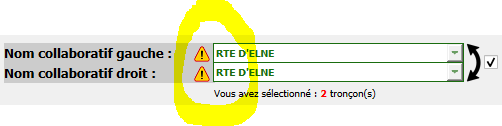 Nom collaboratif gauche : RTE D'ELNE
Nom collaboratif droit : RTE D'ELNE
Vous avez sélectionné : 2 tronçon(s)